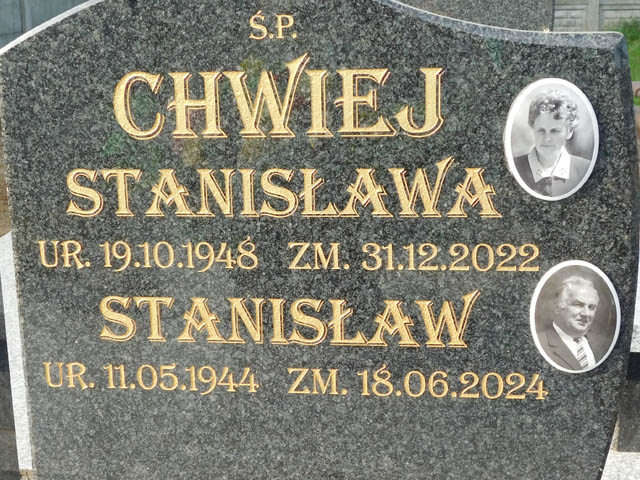 Ś.P.
CHWIEJ
STANISŁAWA
UR. 19.10.1948 ZM. 31.12.2022
STANISŁAW
UR. 11.05.1944 ZM. 18.06.2024